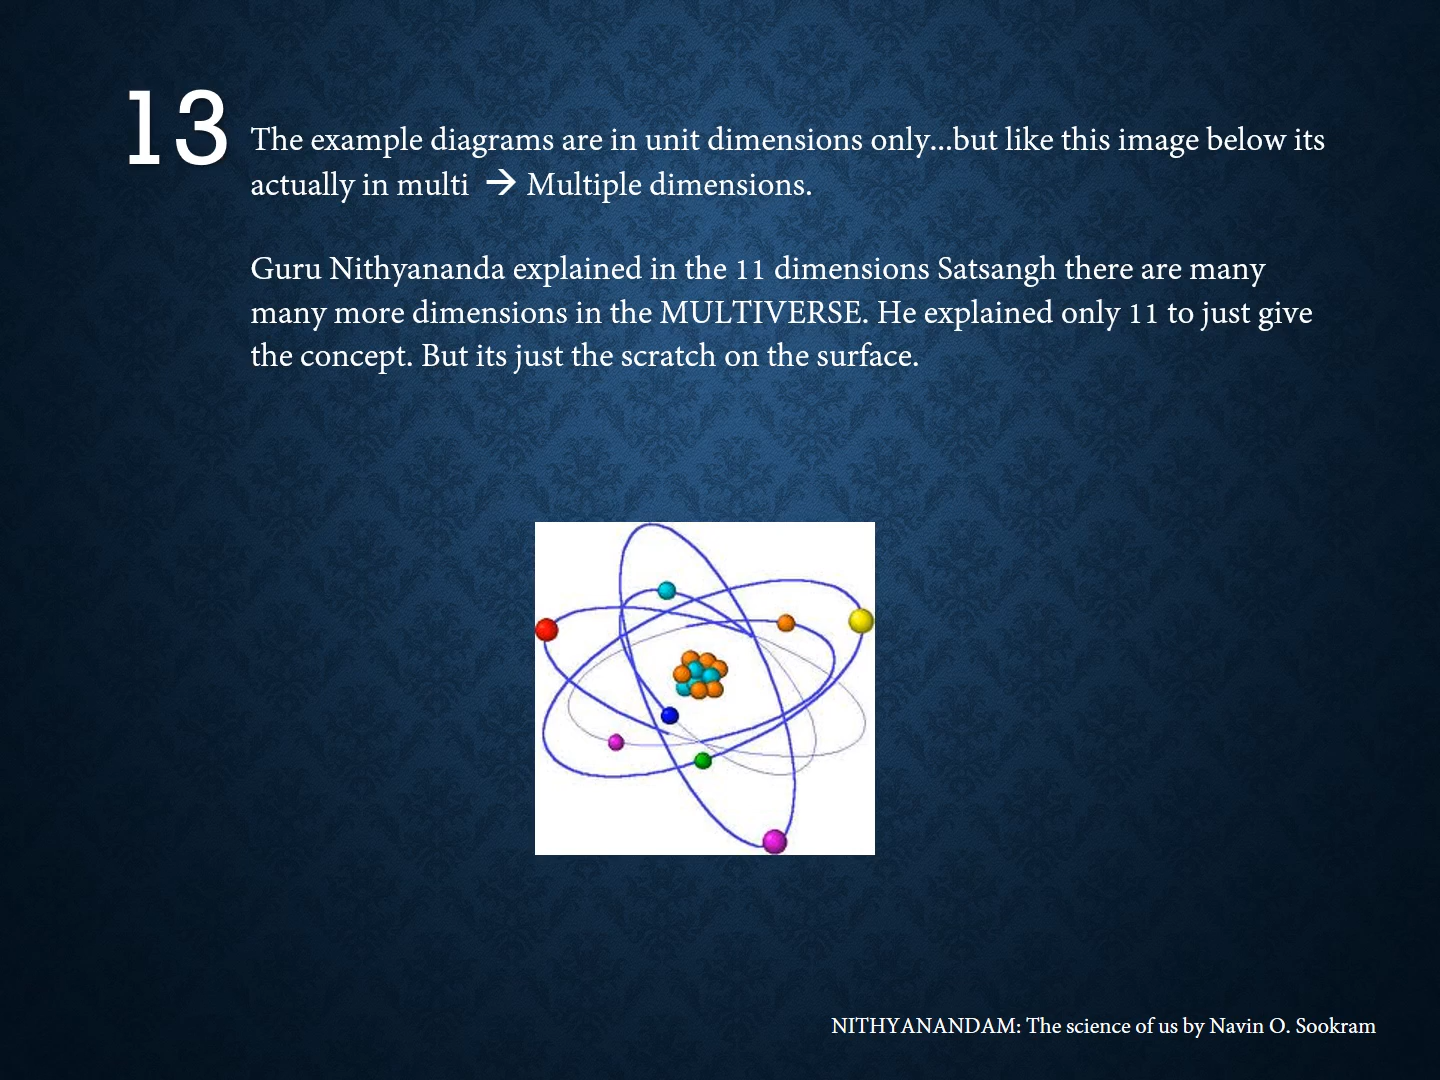 13
The example diagrams are in unit dimensions only...but like this image below its
actually in multi → Multiple dimensions.
Guru Nithyananda explained in the 11 dimensions Satsangh there are many
many more dimensions in the MULTIVERSE. He explained only 11 to just give
the concept. But its just the scratch on the surface.
NITHYANANDAM: The science of us by Navin O. Sookram